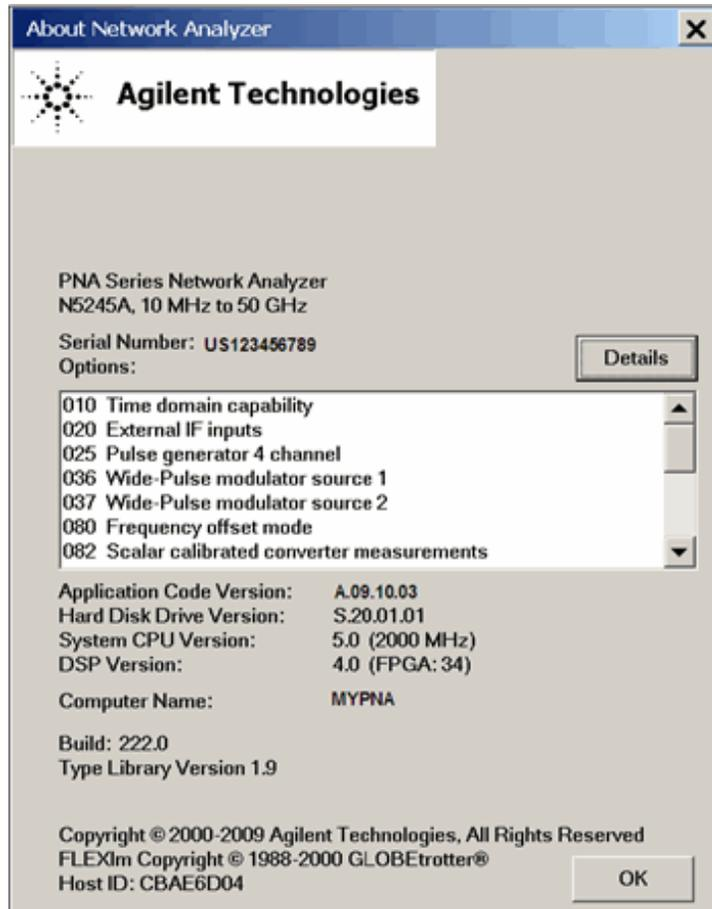 About Network Analyzer
Agilent Technologies
PNA Series Network Analyzer
N5245A, 10 MHz to 50 GHz
Serial Number: US123456789
Options:
Details
010 Time domain capability
020 External IF inputs
025 Pulse generator 4 channel
036 Wide-Pulse modulator source 1
037 Wide-Pulse modulator source 2
080 Frequency offset mode
082 Scalar calibrated converter measurements
Application Code Version: A.09.10.03
Hard Disk Drive Version: S.20.01.01
System CPU Version: 5.0 (2000 MHz)
DSP Version: 4.0 (FPGA: 34)
Computer Name: MYPNA
Build: 222.0
Type Library Version 1.9
Copyright © 2000-2009 Agilent Technologies, All Rights Reserved
FLEXlm Copyright © 1988-2000 GLOBEtrotter®
Host ID: CBAE6D04
OK